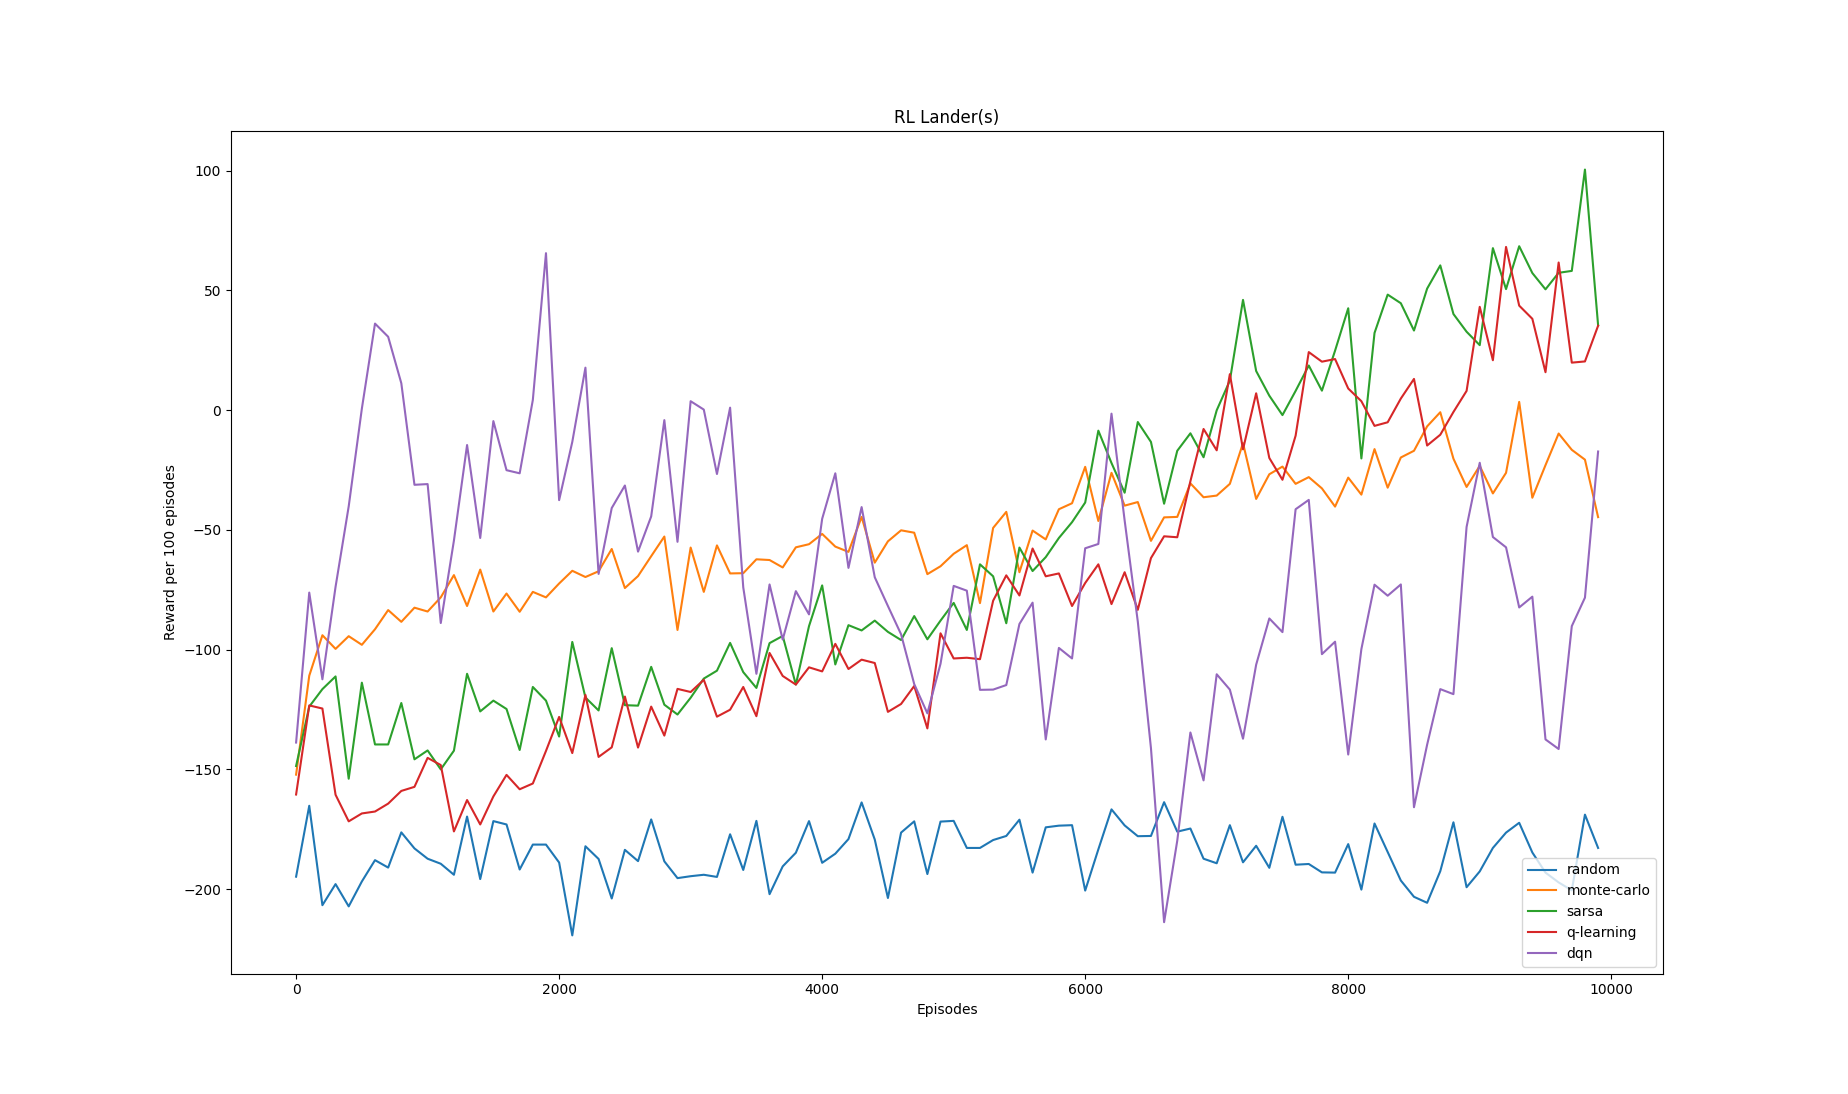 RL Lander(s)
Reward per 100 episodes
100
50
0
−50
−100
−150
−200
0
2000
4000
6000
8000
10000
Episodes
random
monte-carlo
sarsa
q-learning
dqn